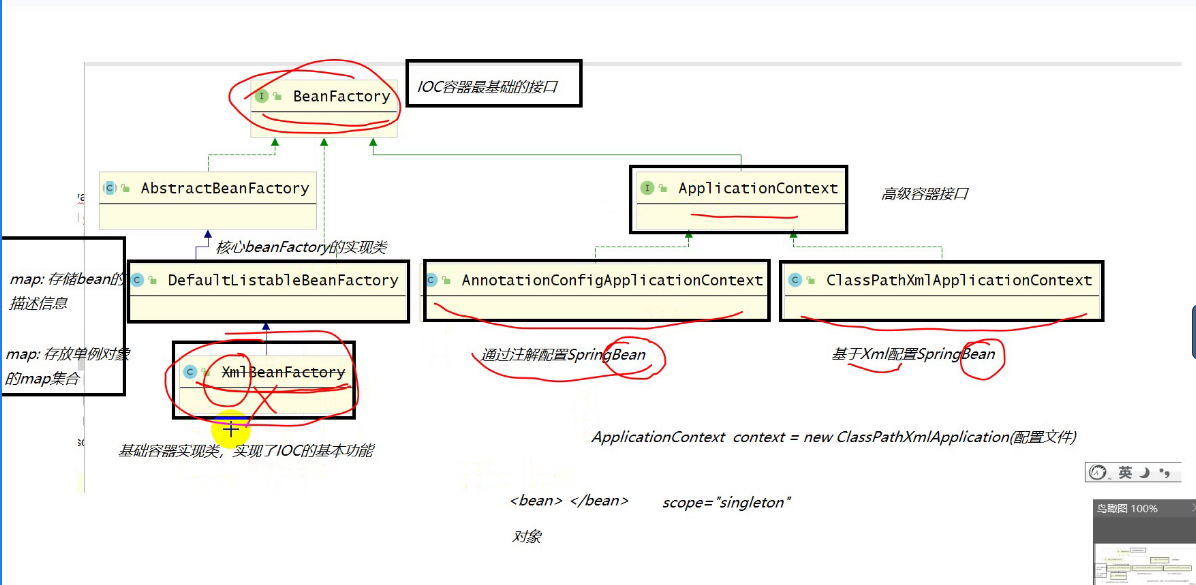 IOC容器最基础的接口
BeanFactory
AbstractBeanFactory
ApplicationContext
高级容器接口
核心beanFactory的实现类
map: 存储bean的
描述信息
DefaultListableBeanFactory
AnnotationConfigApplicationContext
ClassPathXmlApplicationContext
map: 存放单例对象
的map集合
通过注解配置SpringBean
基于Xml配置SpringBean
XmlBeanFactory
基础容器实现类，实现了IOC的基本功能
ApplicationContext context = new ClassPathXmlApplication(配置文件)
英
<bean> </bean>
scope="singleton"
鸟瞰图 100%
对象